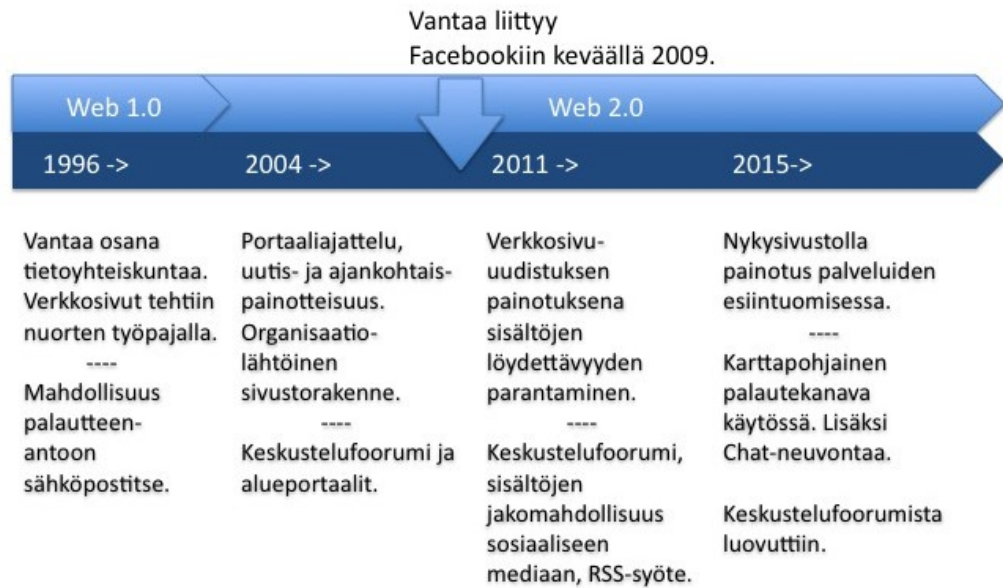 Vantaa liittyy
Facebookiin keväällä 2009.
Web 1.0
Web 2.0
1996 ->
2004 ->
2011 ->
2015->
Vantaa osana
tietoyhteiskuntaa.
Verkkosivut tehtiin
nuorten työpajalla.
----
Mahdollisuus
palautteen-
antoon
sähköpostitse.
Portaaliajattelu,
uutis- ja ajankohtais-
painotteisuus.
Organisaatio-
lähtöinen
sivustorakenne.
----
Keskustelufoorumi ja
alueportaalit.
Verkkosivu-
uudistuksen
painotuksena
sisältöjen
löydettävyyden
parantaminen.
----
Keskustelufoorumi,
sisältöjen
jakomahdollisuus
sosiaaliseen
mediaan, RSS-syöte.
Nykysivustolla
painotus palveluiden
esiintuomisessa.
----
Karttapohjainen
palautekanava
käytössä. Lisäksi
Chat-neuvontaa.
Keskustelufoorumista
luovuttiin.